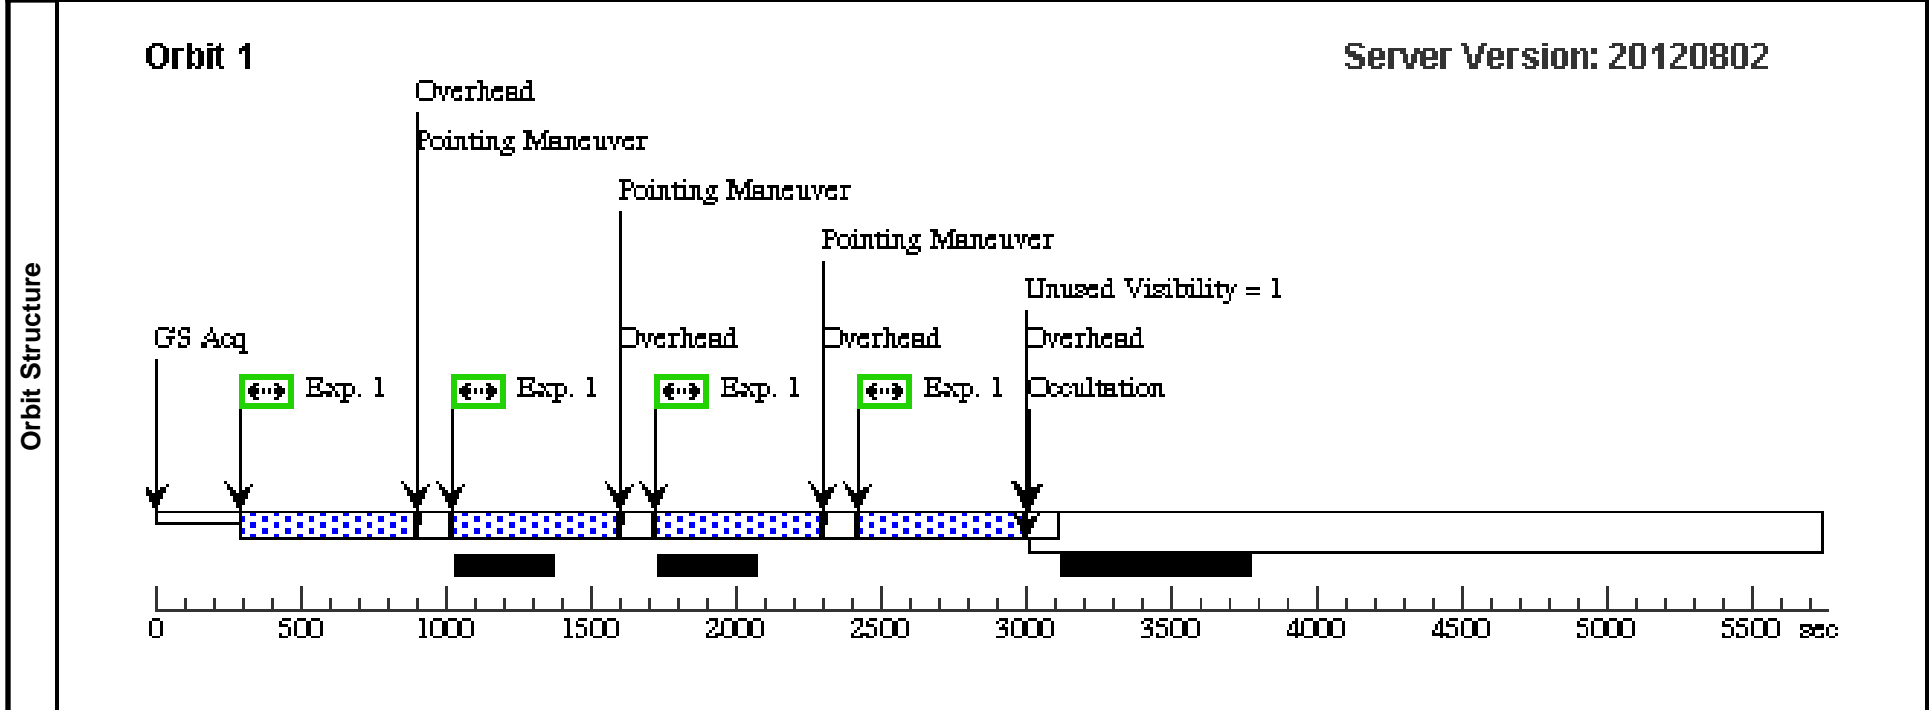 Orbit Structure
Orbit 1
Server Version: 20120802
Overhead
Pointing Maneuver
Pointing Maneuver
Pointing Maneuver
Unused Visibility = 1
GS Acq
Overhead
Overhead
Overhead
Exp. 1
Exp. 1
Exp. 1
Exp. 1
Occultation
0 500 1000 1500 2000 2500 3000 3500 4000 4500 5000 5500 sec